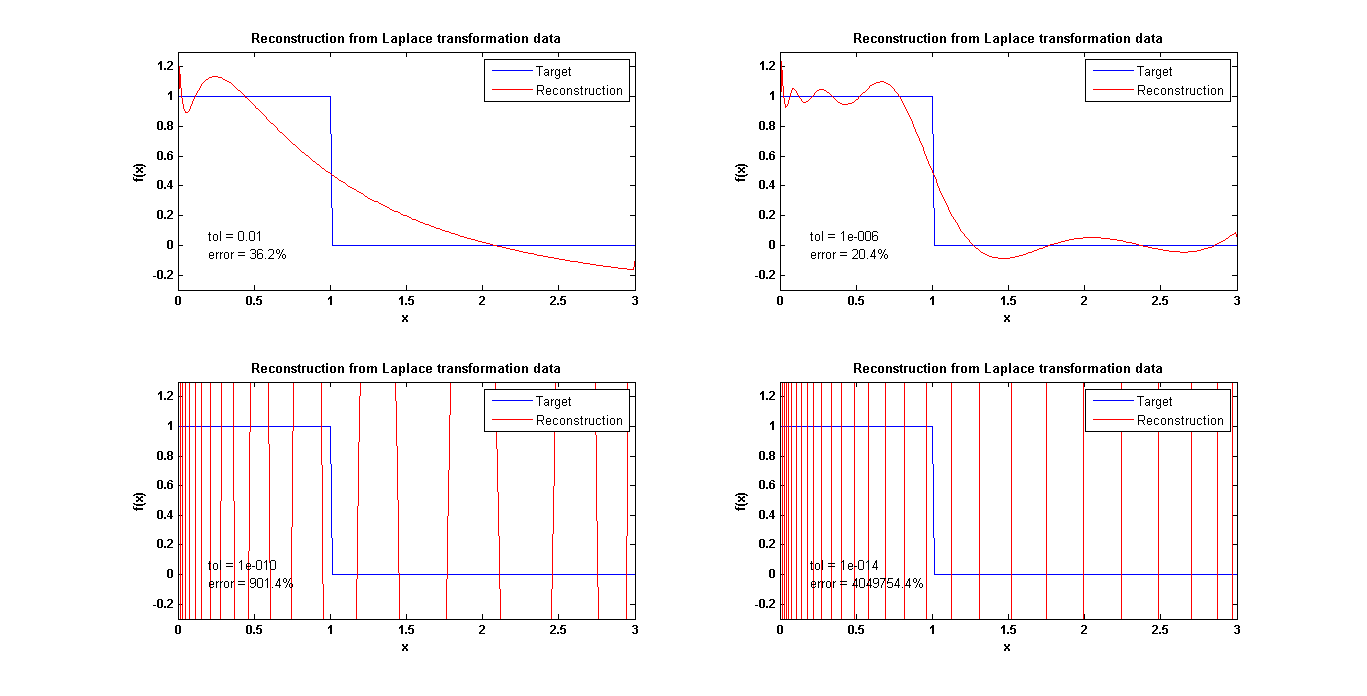 Reconstruction from Laplace transformation data
1.2
1
0.8
0.6
0.4
0.2
0
-0.2
f(x)
Target
Reconstruction
tol = 0.01
error = 36.2%
0 0.5 1 1.5 2 2.5 3
x
Reconstruction from Laplace transformation data
1.2
1
0.8
0.6
0.4
0.2
0
-0.2
f(x)
Target
Reconstruction
tol = 1e-006
error = 20.4%
0 0.5 1 1.5 2 2.5 3
x
Reconstruction from Laplace transformation data
1.2
1
0.8
0.6
0.4
0.2
0
-0.2
f(x)
Target
Reconstruction
tol = 1e-010
error = 901.4%
0 0.5 1 1.5 2 2.5 3
x
Reconstruction from Laplace transformation data
1.2
1
0.8
0.6
0.4
0.2
0
-0.2
f(x)
Target
Reconstruction
tol = 1e-014
error = 4049754.4%
0 0.5 1 1.5 2 2.5 3
x